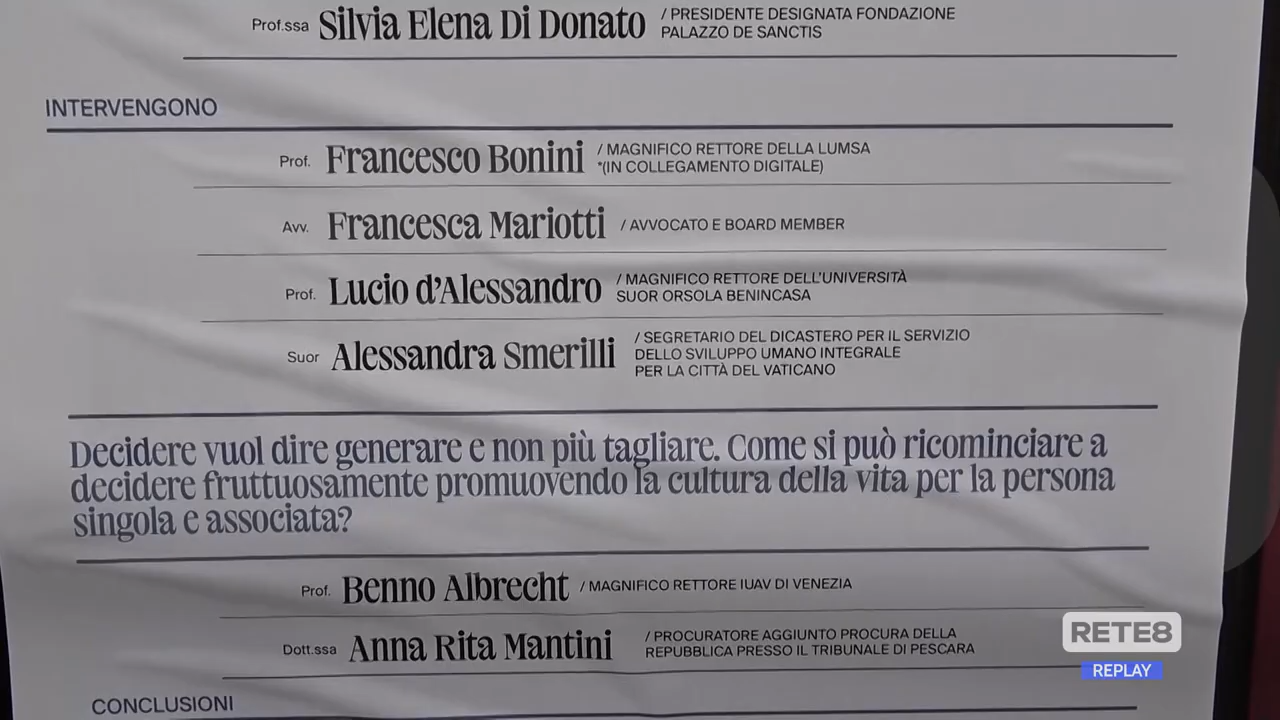 Prof.ssa Silvia Elena Di Donato / PRESIDENTE DESIGNATA FONDAZIONE
PALAZZO DE SANCTIS
INTERVENGONO
Prof. Francesco Bonini / MAGNIFICO RETTORE DELLA LUMSA
*(IN COLLEGAMENTO DIGITALE)
Avv. Francesca Mariotti / AVVOCATO E BOARD MEMBER
Prof. Lucio d'Alessandro / MAGNIFICO RETTORE DELL'UNIVERSITÀ
SUOR ORSOLA BENINCASA
Suor Alessandra Smerilli / SEGRETARIO DEL DICASTERO PER IL SERVIZIO
DELLO SVILUPPO UMANO INTEGRALE
PER LA CITTÀ DEL VATICANO
Decidere vuol dire generare e non più tagliare. Come si può ricominciare a
decidere fruttuosamente promuovendo la cultura della vita per la persona
singola e associata?
Prof. Benno Albrecht / MAGNIFICO RETTORE IUAV DI VENEZIA
Dott.ssa Anna Rita Mantini / PROCURATORE AGGIUNTO PROCURA DELLA
REPUBBLICA PRESSO IL TRIBUNALE DI PESCARA
CONCLUSIONI
RETE8
REPLAY